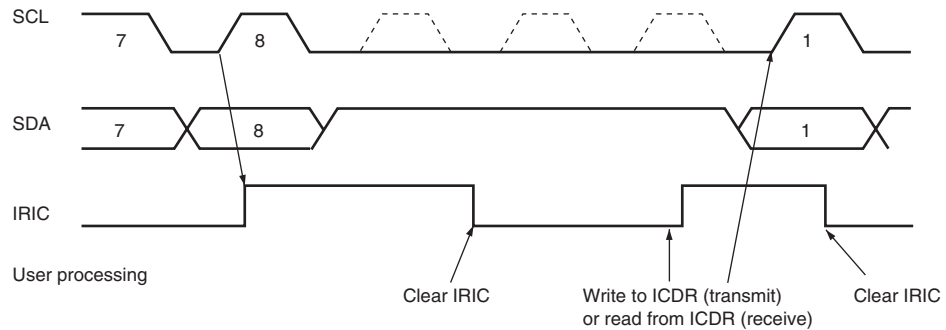 SCL
7
8
1
SDA
7
8
1
IRIC
User processing
Clear IRIC
Write to ICDR (transmit)
or read from ICDR (receive)
Clear IRIC